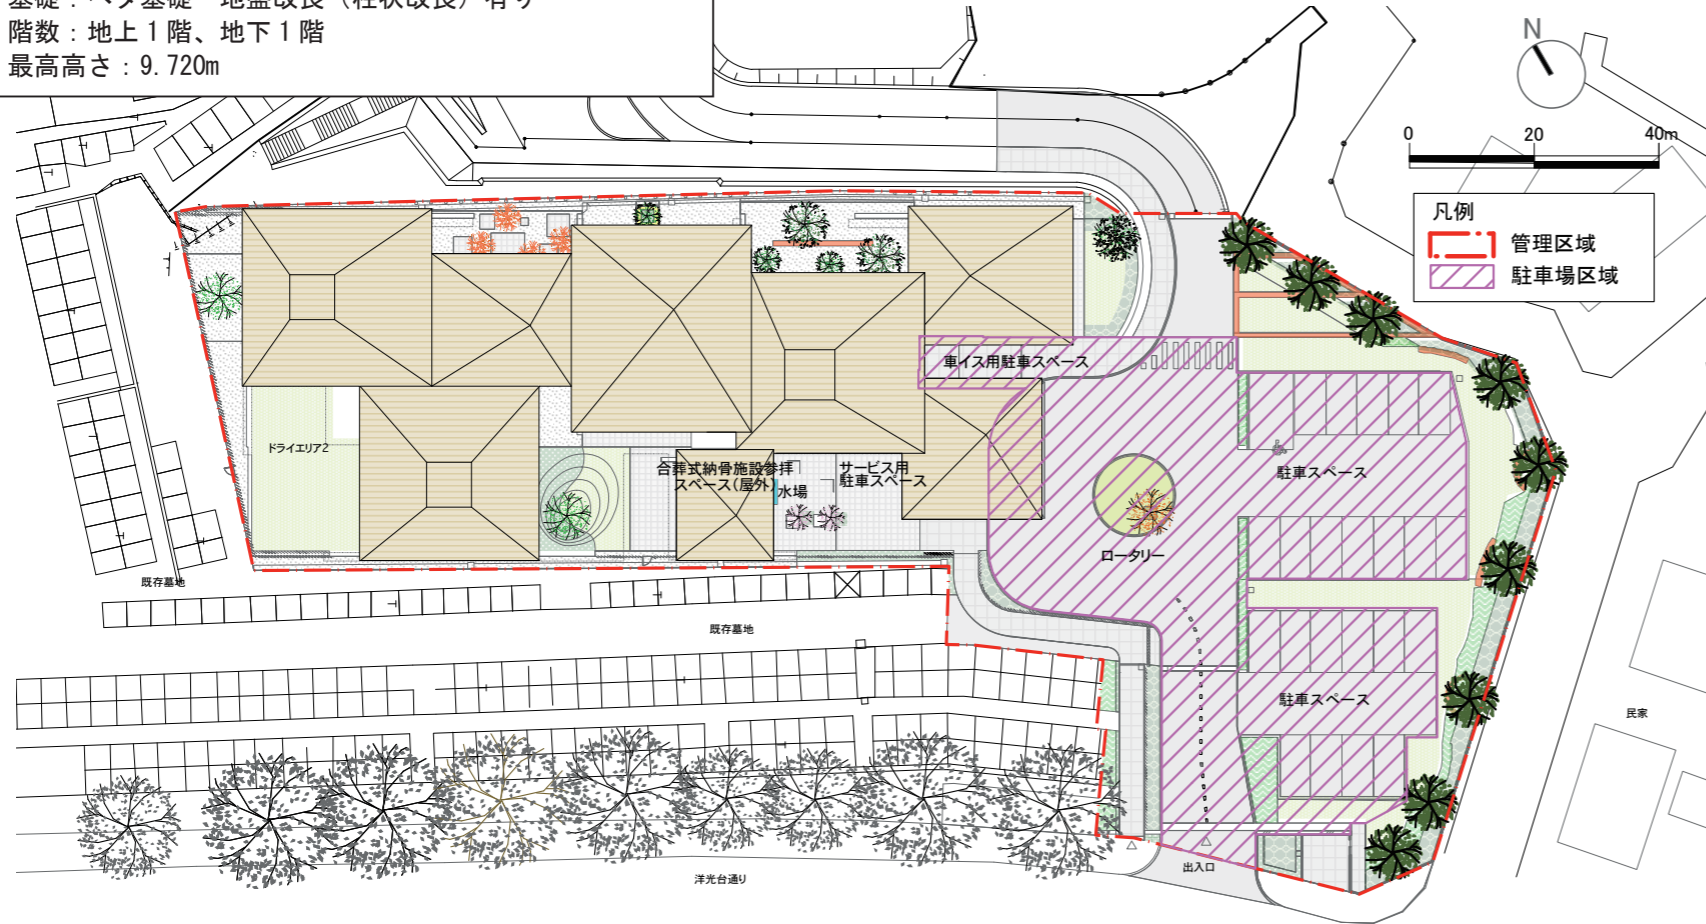 階数：地上１階、地下１階
最高高さ：9.720m
N
0 20 40m
凡例
管理区域
駐車場区域
車イス用駐車スペース
ドライエリア2
合葬式納骨施設参拝
スペース(屋外)
水場
サービス用
駐車スペース
駐車スペース
ロータリー
既存墓地
既存墓地
駐車スペース
民家
出入口
洋光台通り